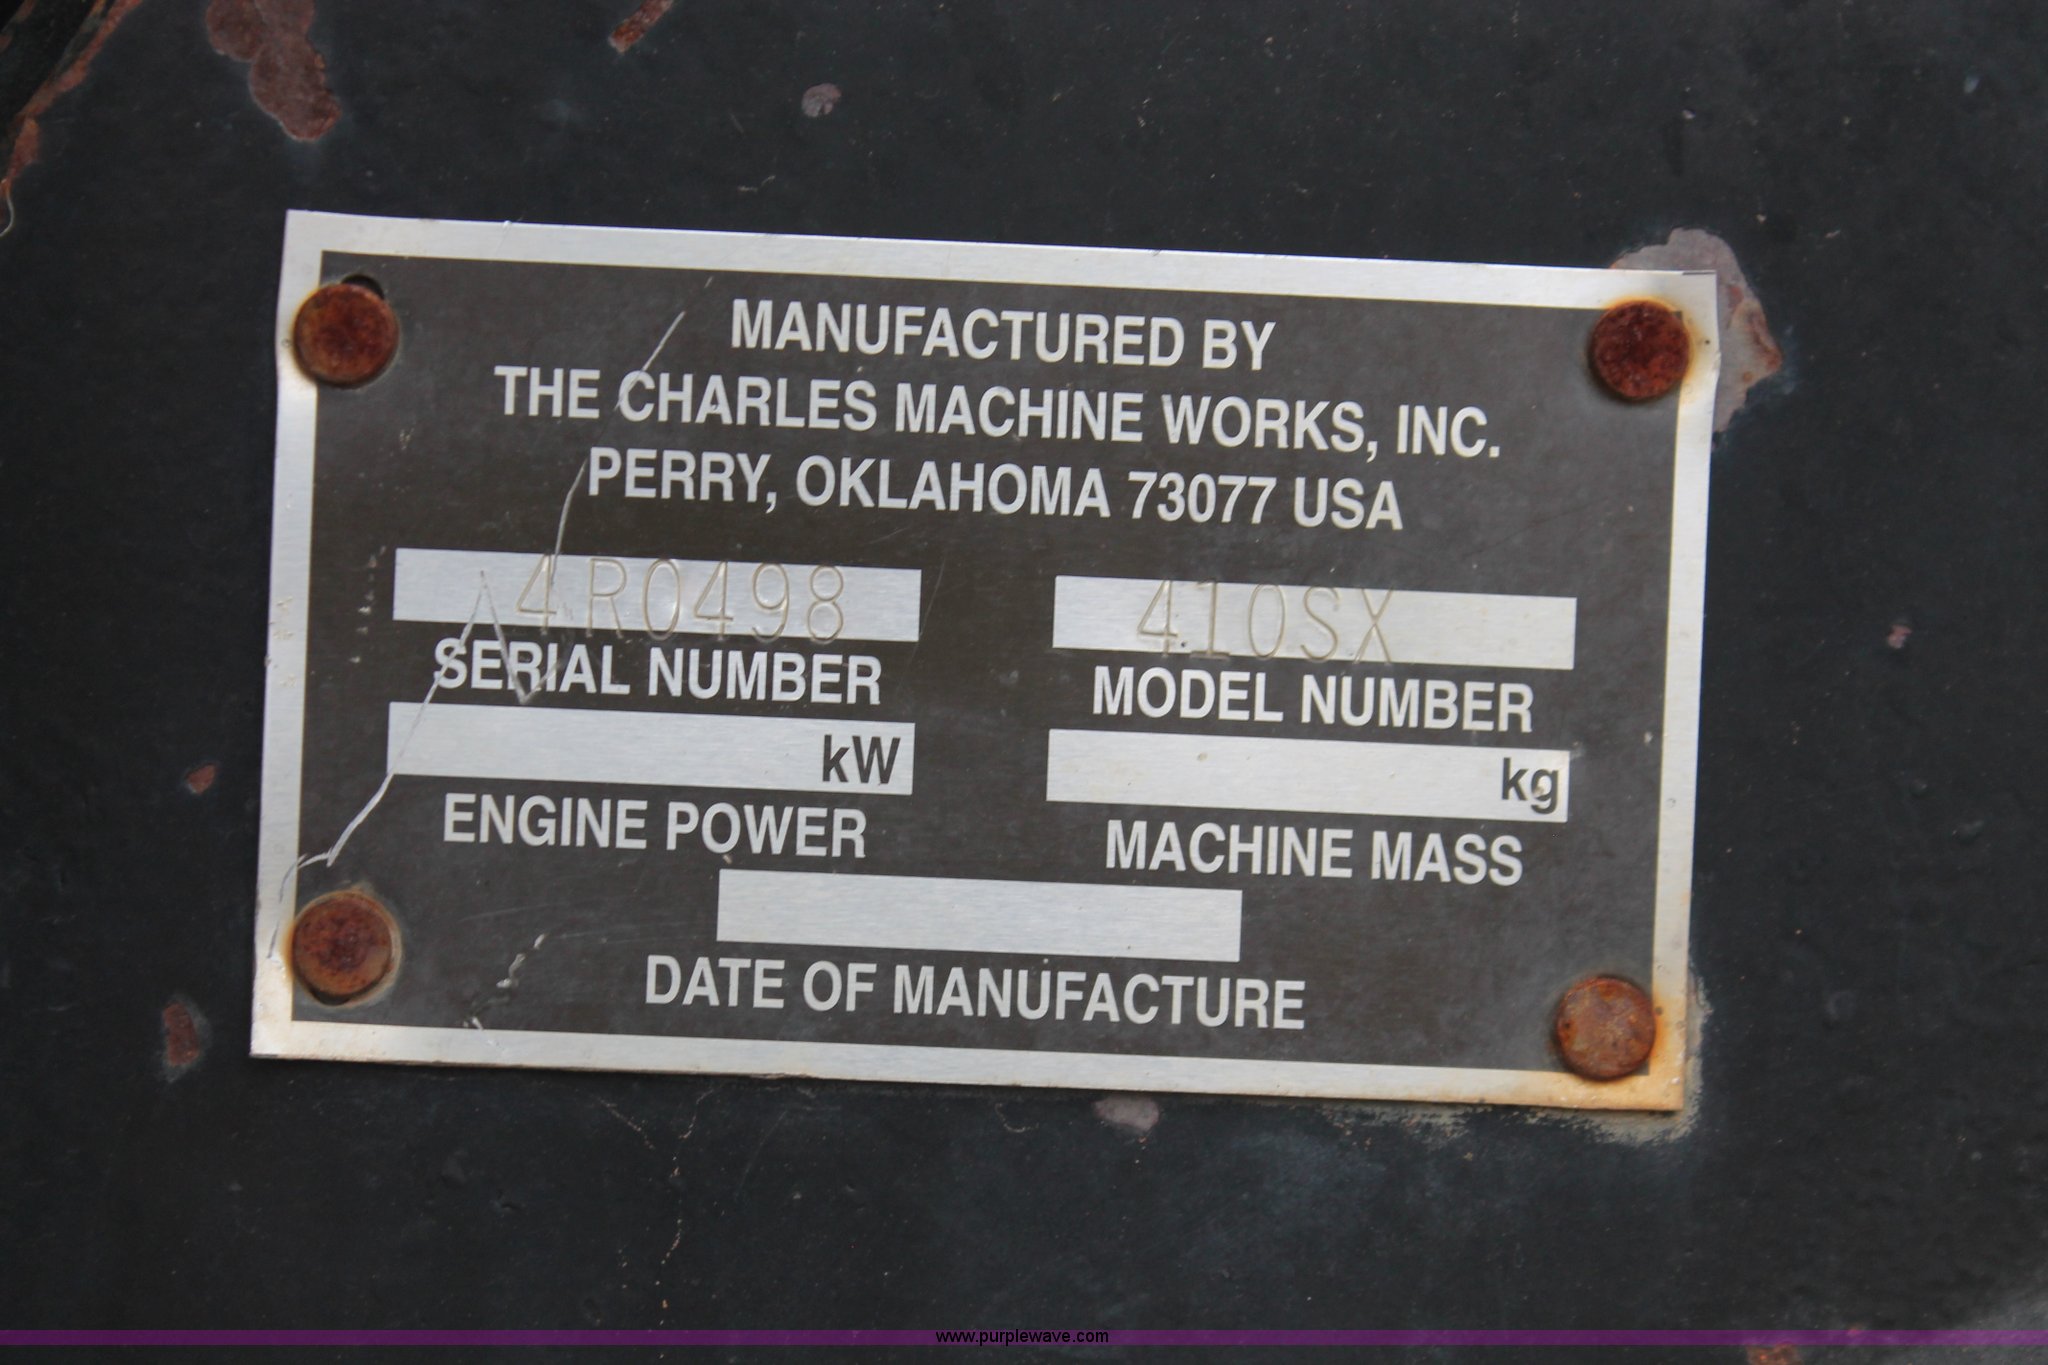 MANUFACTURED BY
THE CHARLES MACHINE WORKS, INC.
PERRY, OKLAHOMA 73077 USA
4R0498 410SX
SERIAL NUMBER MODEL NUMBER
kW kg
ENGINE POWER MACHINE MASS
DATE OF MANUFACTURE
www.purplewave.com